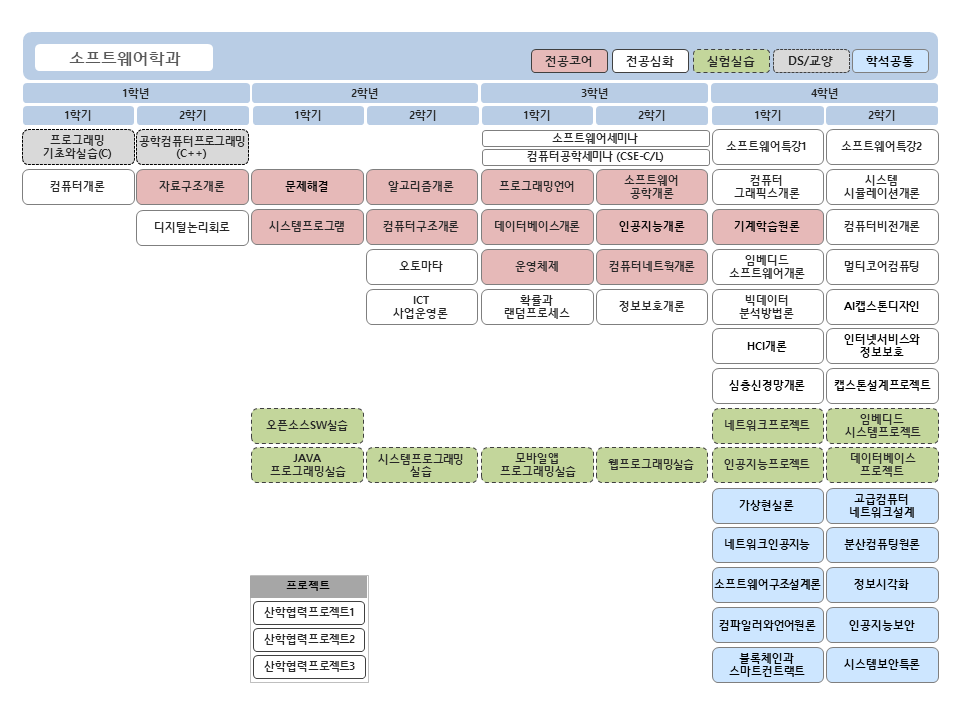 소프트웨어학과
전공코어 전공심화 실험실습 DS/교양 학석공통
1학년 2학년 3학년 4학년
1학기 2학기 1학기 2학기 1학기 2학기 1학기 2학기
프로그래밍
기초와실습(C)
공학컴퓨터프로그래밍
(C++)
소프트웨어세미나
컴퓨터공학세미나 (CSE-C/L)
소프트웨어특강1
소프트웨어특강2
컴퓨터개론
자료구조개론
문제해결
알고리즘개론
프로그래밍언어
소프트웨어
공학개론
컴퓨터
그래픽스개론
시스템
시뮬레이션개론
디지털논리회로
시스템프로그램
컴퓨터구조개론
데이터베이스개론
인공지능개론
기계학습원론
컴퓨터비전개론
오토마타
운영체제
컴퓨터네트웍개론
임베디드
소프트웨어개론
멀티코어컴퓨팅
ICT
사업운영론
확률과
랜덤프로세스
정보보호개론
빅데이터
분석방법론
AI캡스톤디자인
HCI개론
인터넷서비스와
정보보호
심층신경망개론
캡스톤설계프로젝트
오픈소스SW실습
네트워크프로젝트
임베디드
시스템프로젝트
JAVA
프로그래밍실습
시스템프로그래밍
실습
모바일앱
프로그래밍실습
웹프로그래밍실습
인공지능프로젝트
데이터베이스
프로젝트
가상현실론
고급컴퓨터
네트워크설계
네트워크인공지능
분산컴퓨팅원론
소프트웨어구조설계론
정보시각화
컴파일러와언어원론
인공지능보안
블록체인과
스마트컨트랙트
시스템보안특론
프로젝트
산학협력프로젝트1
산학협력프로젝트2
산학협력프로젝트3